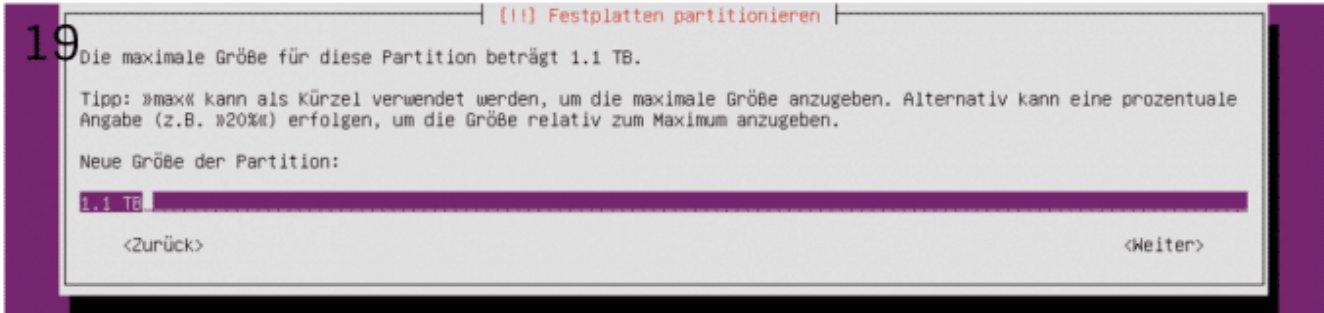 [!!] Festplatten partitionieren
19
Die maximale Größe für diese Partition beträgt 1.1 TB.
Tipp: »max« kann als Kürzel verwendet werden, um die maximale Größe anzugeben. Alternativ kann eine prozentuale
Angabe (z.B. »20%«) erfolgen, um die Größe relativ zum Maximum anzugeben.
Neue Größe der Partition:
1.1 TB
<Zurück> <Weiter>